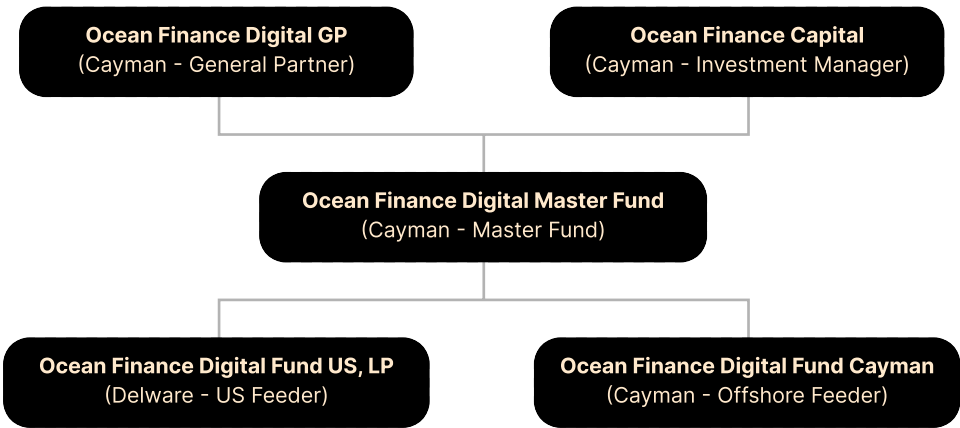 Ocean Finance Digital GP
(Cayman - General Partner)
Ocean Finance Capital
(Cayman - Investment Manager)
Ocean Finance Digital Master Fund
(Cayman - Master Fund)
Ocean Finance Digital Fund US, LP
(Delware - US Feeder)
Ocean Finance Digital Fund Cayman
(Cayman - Offshore Feeder)